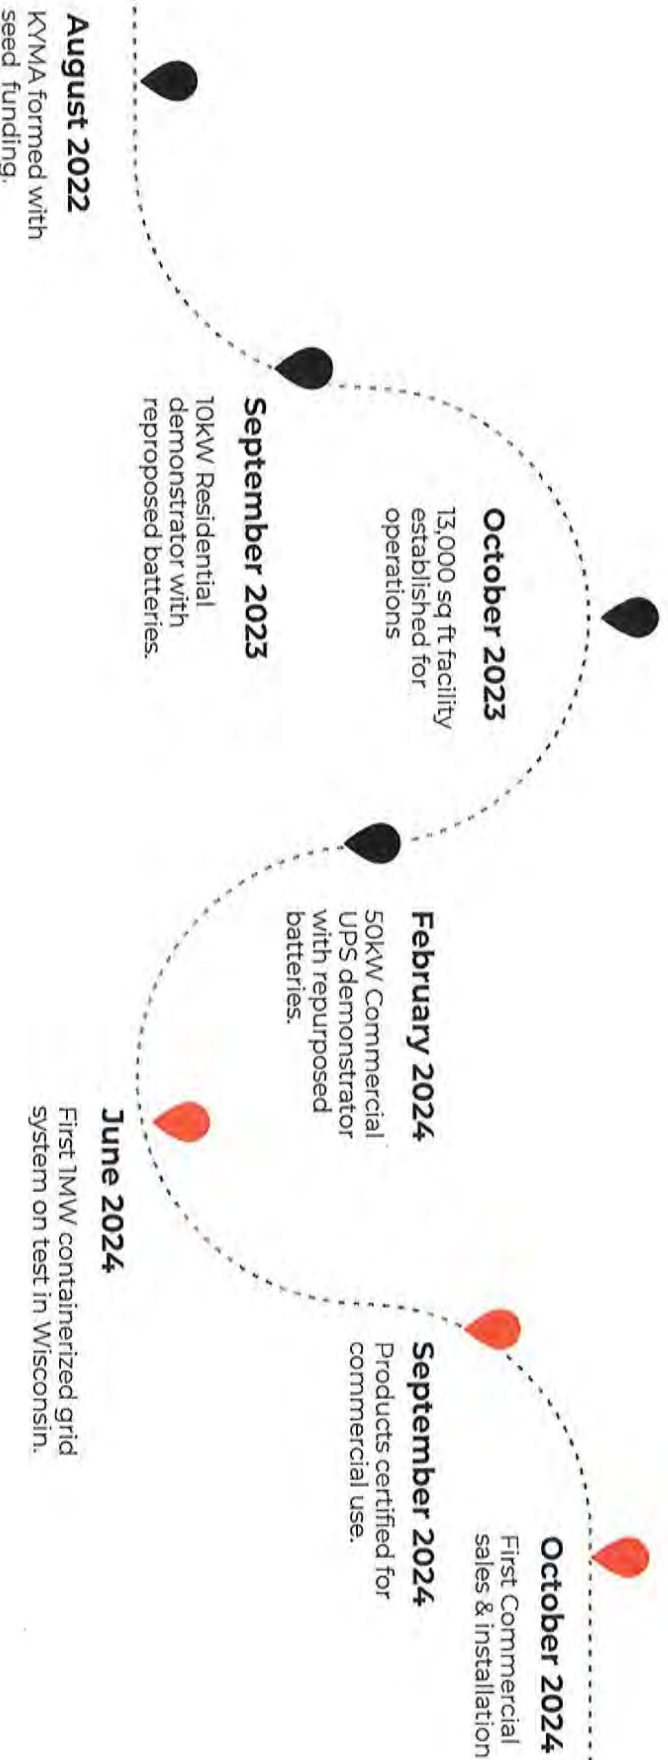 August 2022
KYMA formed with
seed funding.
September 2023
10kW Residential
demonstrator with
reproposed batteries.
October 2023
13,000 sq ft facility
established for
operations
February 2024
50kW Commercial
UPS demonstrator
with repurposed
batteries.
June 2024
First 1MW containerized grid
system on test in Wisconsin.
September 2024
Products certified for
commercial use.
October 2024
First Commercial
sales & installation